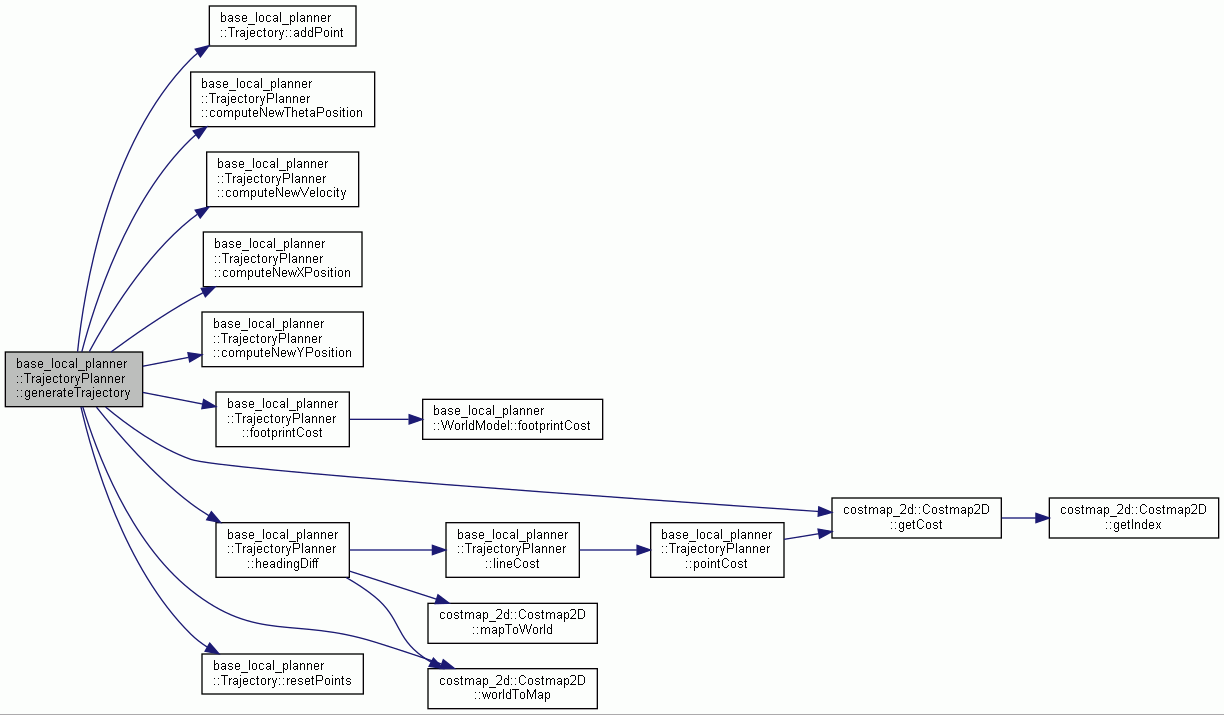 base_local_planner
::Trajectory::addPoint
base_local_planner
::TrajectoryPlanner
::computeNewThetaPosition
base_local_planner
::TrajectoryPlanner
::computeNewVelocity
base_local_planner
::TrajectoryPlanner
::computeNewXPosition
base_local_planner
::TrajectoryPlanner
::computeNewYPosition
base_local_planner
::TrajectoryPlanner
::generateTrajectory
base_local_planner
::TrajectoryPlanner
::footprintCost
base_local_planner
::WorldModel::footprintCost
costmap_2d::Costmap2D
::getCost
costmap_2d::Costmap2D
::getIndex
base_local_planner
::TrajectoryPlanner
::headingDiff
base_local_planner
::TrajectoryPlanner
::lineCost
base_local_planner
::TrajectoryPlanner
::pointCost
costmap_2d::Costmap2D
::mapToWorld
base_local_planner
::Trajectory::resetPoints
costmap_2d::Costmap2D
::worldToMap